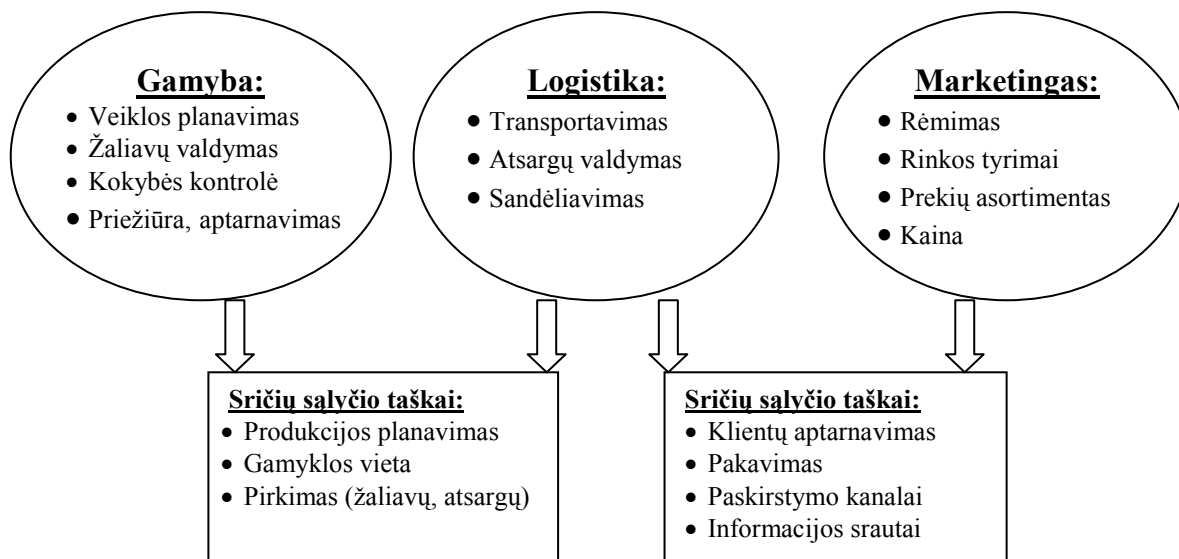 Gamyba:
• Veiklos planavimas
• Žaliavų valdymas
• Kokybės kontrolė
• Priežiūra, aptarnavimas
Logistika:
• Transportavimas
• Atsargų valdymas
• Sandėliavimas
Marketingas:
• Rėmimas
• Rinkos tyrimai
• Prekių asortimentas
• Kaina
Sričių sąlyčio taškai:
• Produkcijos planavimas
• Gamyklos vieta
• Pirkimas (žaliavų, atsargų)
Sričių sąlyčio taškai:
• Klientų aptarnavimas
• Pakavimas
• Paskirstymo kanalai
• Informacijos srautai